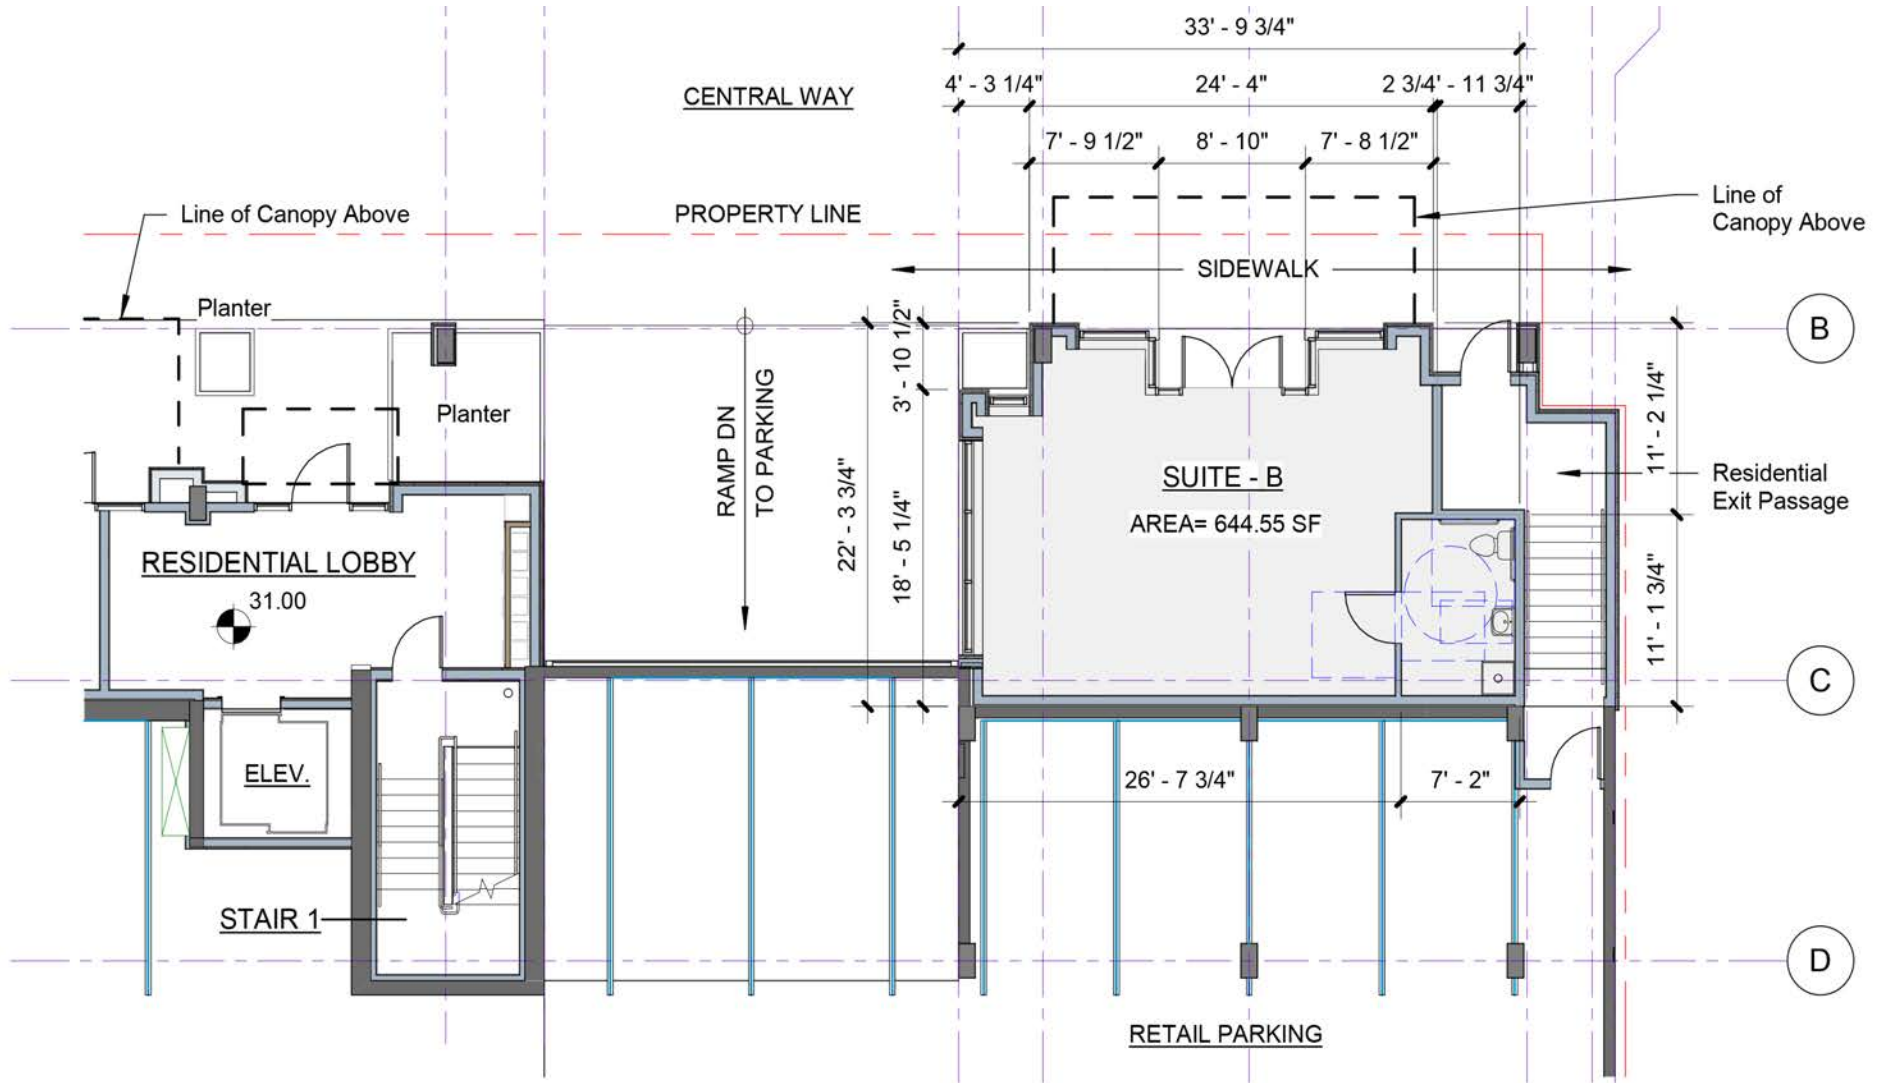 33' - 9 3/4"
4' - 3 1/4"
24' - 4"
2 3/4"
4' - 11 3/4"
CENTRAL WAY
7' - 9 1/2"
8' - 10"
7' - 8 1/2"
Line of Canopy Above
PROPERTY LINE
Line of
Canopy Above
SIDEWALK
Planter
B
3' - 10 1/2"
RAMP DN
TO PARKING
Planter
11' - 2 1/4"
SUITE - B
AREA= 644.55 SF
Residential
Exit Passage
22' - 3 3/4"
18' - 5 1/4"
RESIDENTIAL LOBBY
31.00
11' - 1 3/4"
C
ELEV.
26' - 7 3/4"
7' - 2"
STAIR 1
D
RETAIL PARKING